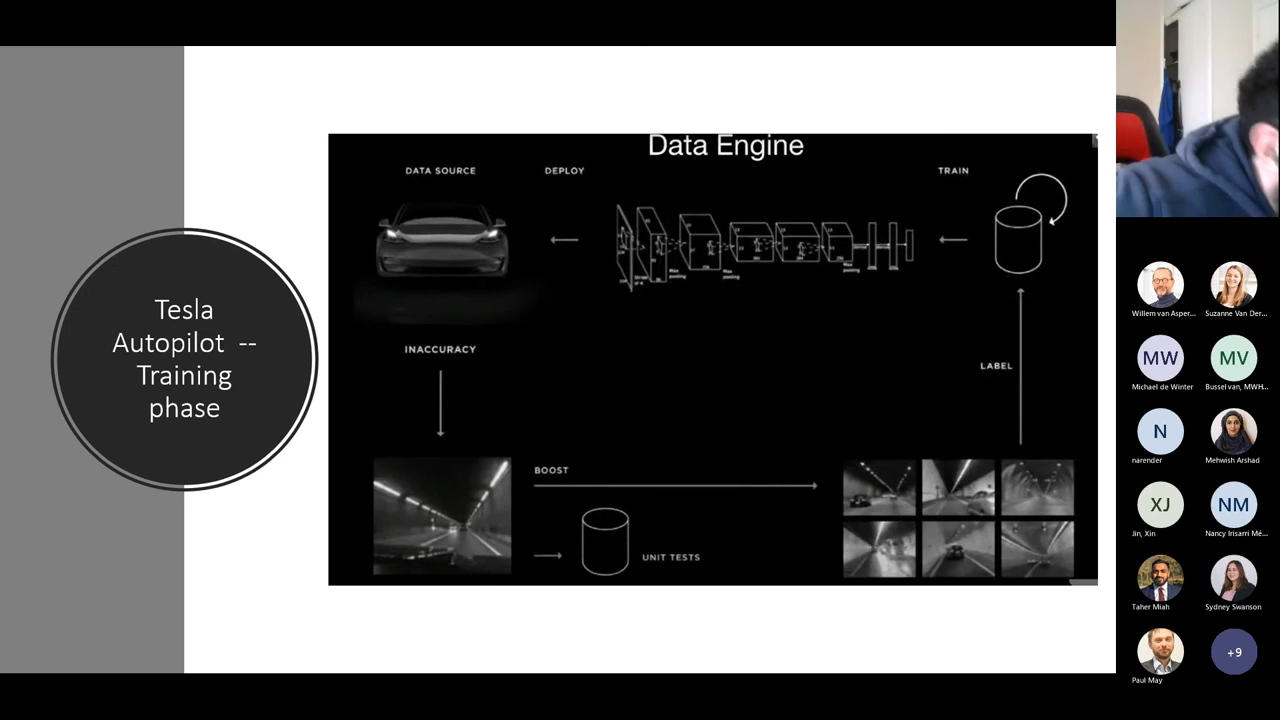 Tesla
Autopilot --
Training
phase
Data Engine
DATA SOURCE
DEPLOY
TRAIN
INACCURACY
LABEL
BOOST
UNIT TESTS
Willem van Asper...
Suzanne Van Der...
MW
MV
Michael de Winter
Bussel van, MWH...
N
narender
Mehwish Arshad
XJ
NM
Jin, Xin
Nancy Irisarri Mé...
Taher Miah
Sydney Swanson
+9
Paul May